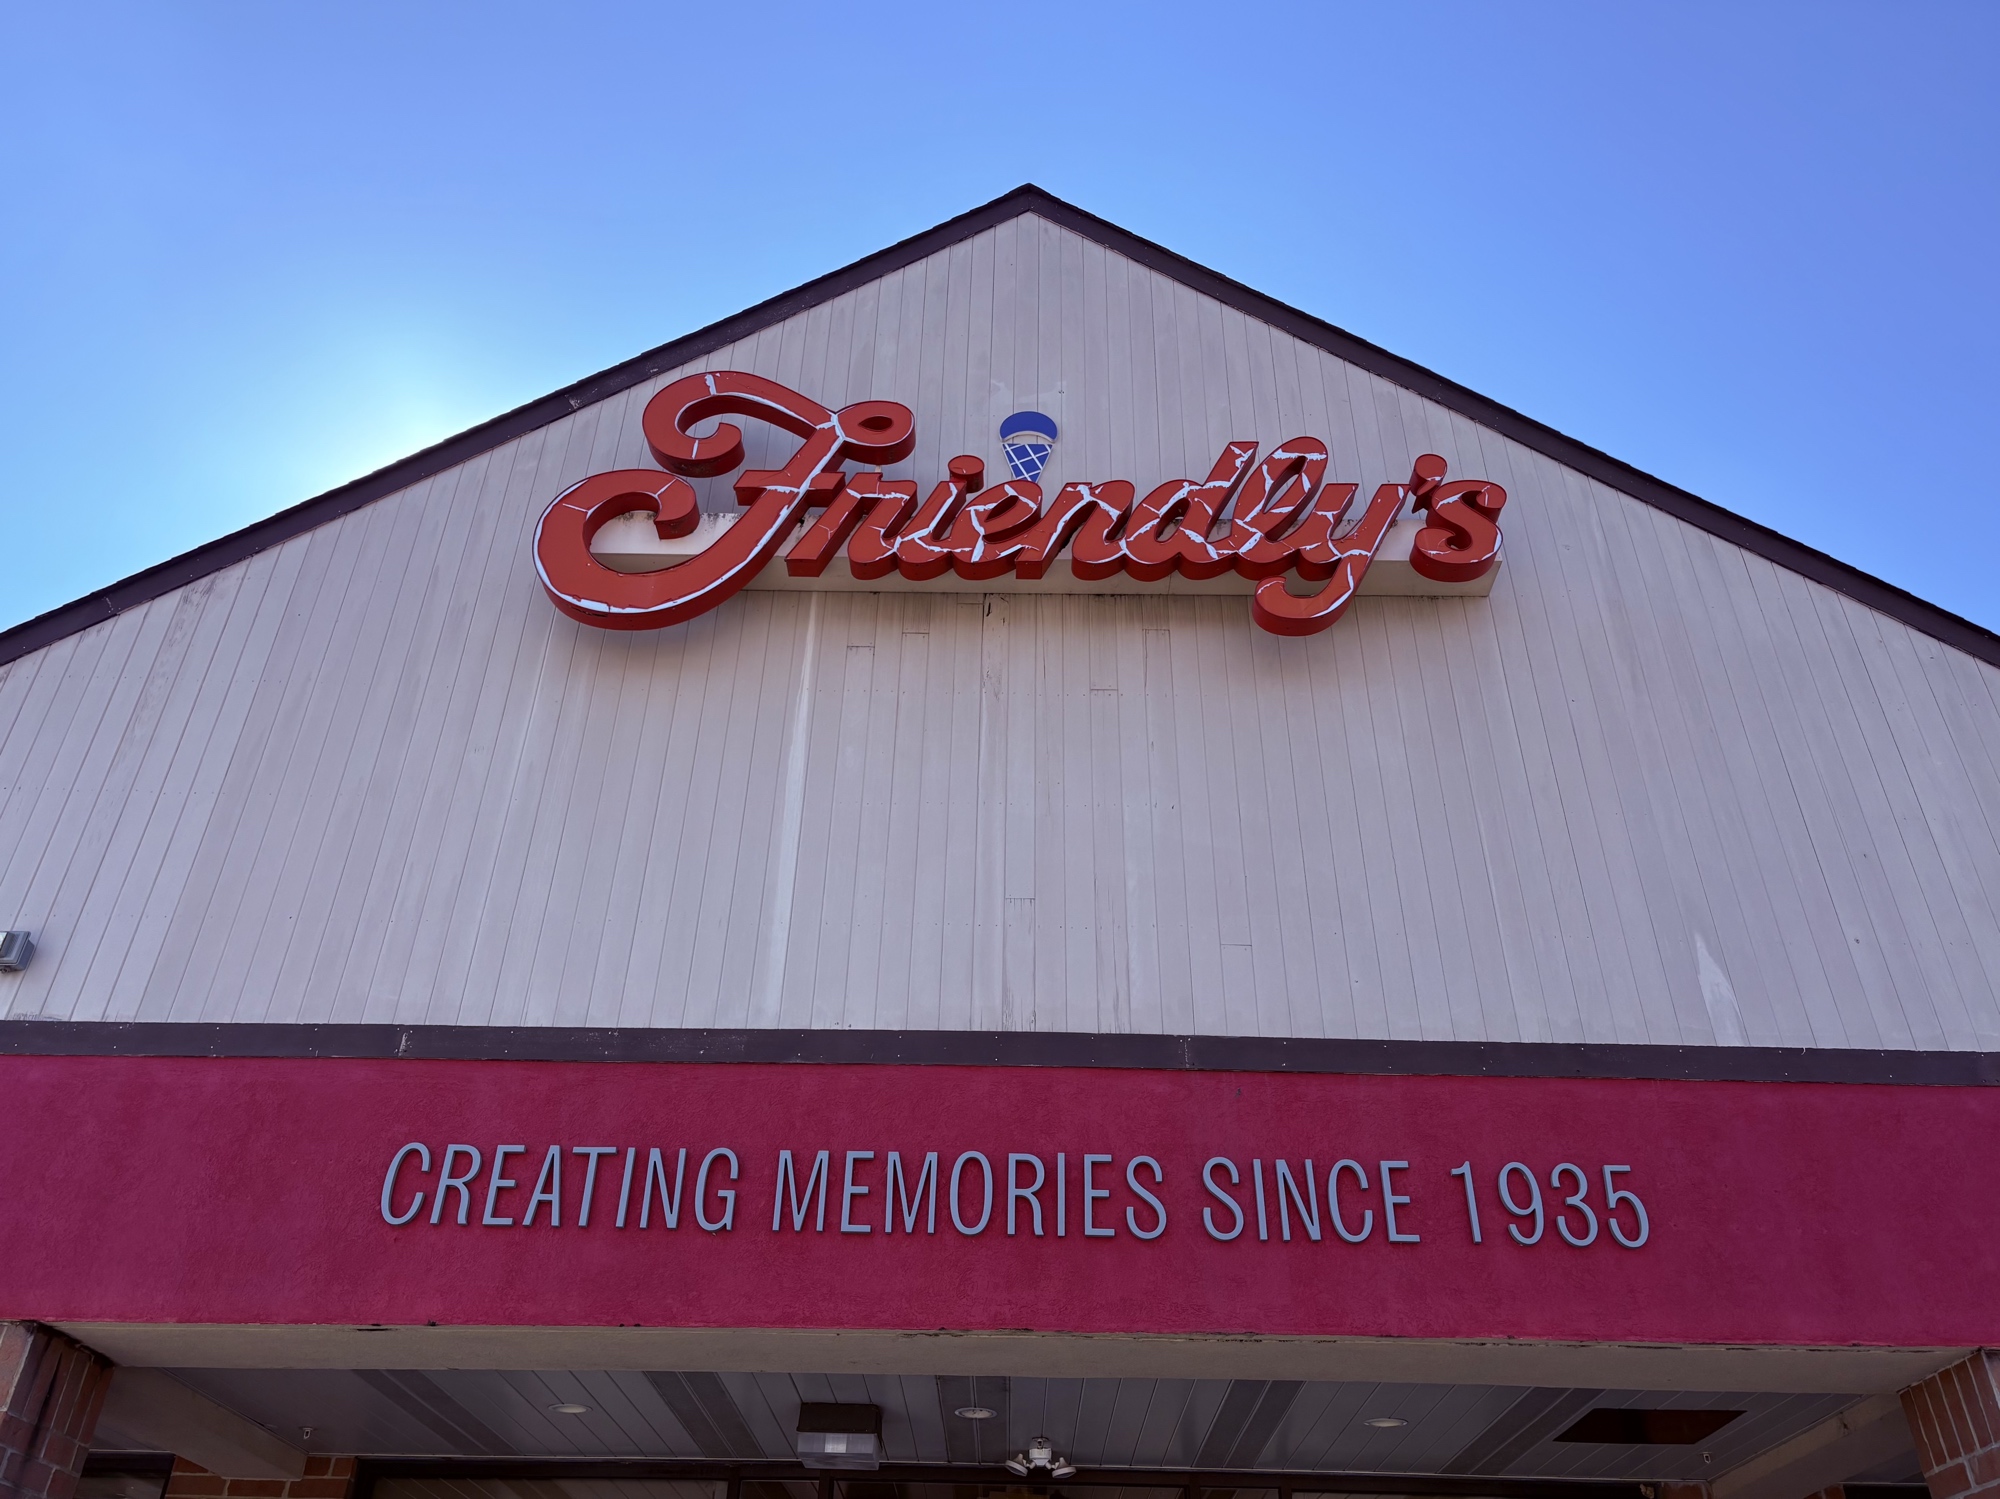 Friendly's
CREATING MEMORIES SINCE 1935